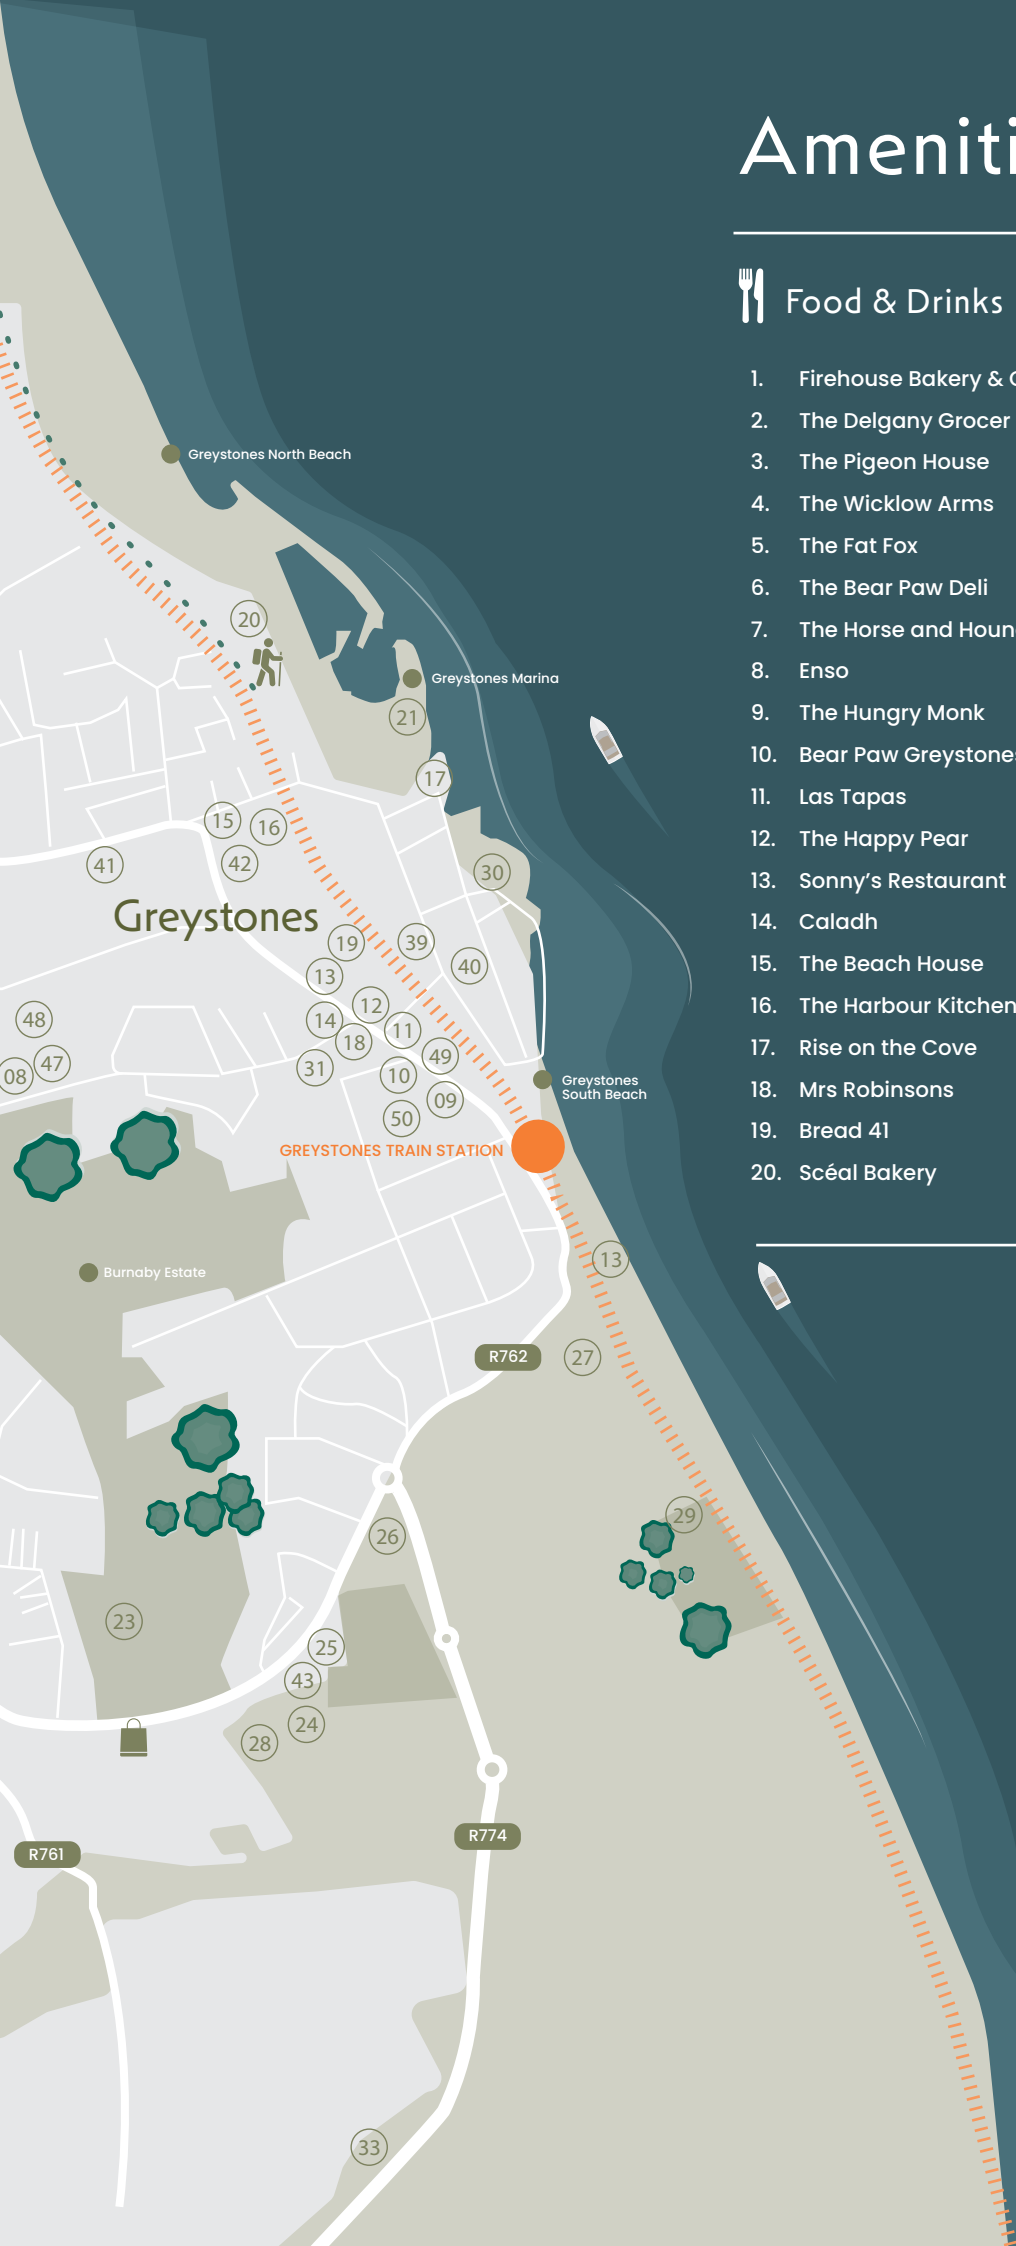 Ameniti
Food & Drinks
1. Firehouse Bakery &
2. The Delgany Grocer
3. The Pigeon House
4. The Wicklow Arms
5. The Fat Fox
6. The Bear Paw Deli
7. The Horse and Houn
8. Enso
9. The Hungry Monk
10. Bear Paw Greystones
11. Las Tapas
12. The Happy Pear
13. Sonny's Restaurant
14. Caladh
15. The Beach House
16. The Harbour Kitchen
17. Rise on the Cove
18. Mrs Robinsons
19. Bread 41
20. Scéal Bakery
Greystones North Beach
20
Greystones Marina
21
17
15
16
41
42
30
Greystones
19
39
13
40
12
48
14
11
18
47
49
08
31
10
Greystones
South Beach
09
50
GREYSTONES TRAIN STATION
13
Burnaby Estate
R762
27
29
26
23
25
43
24
28
R774
R761
33